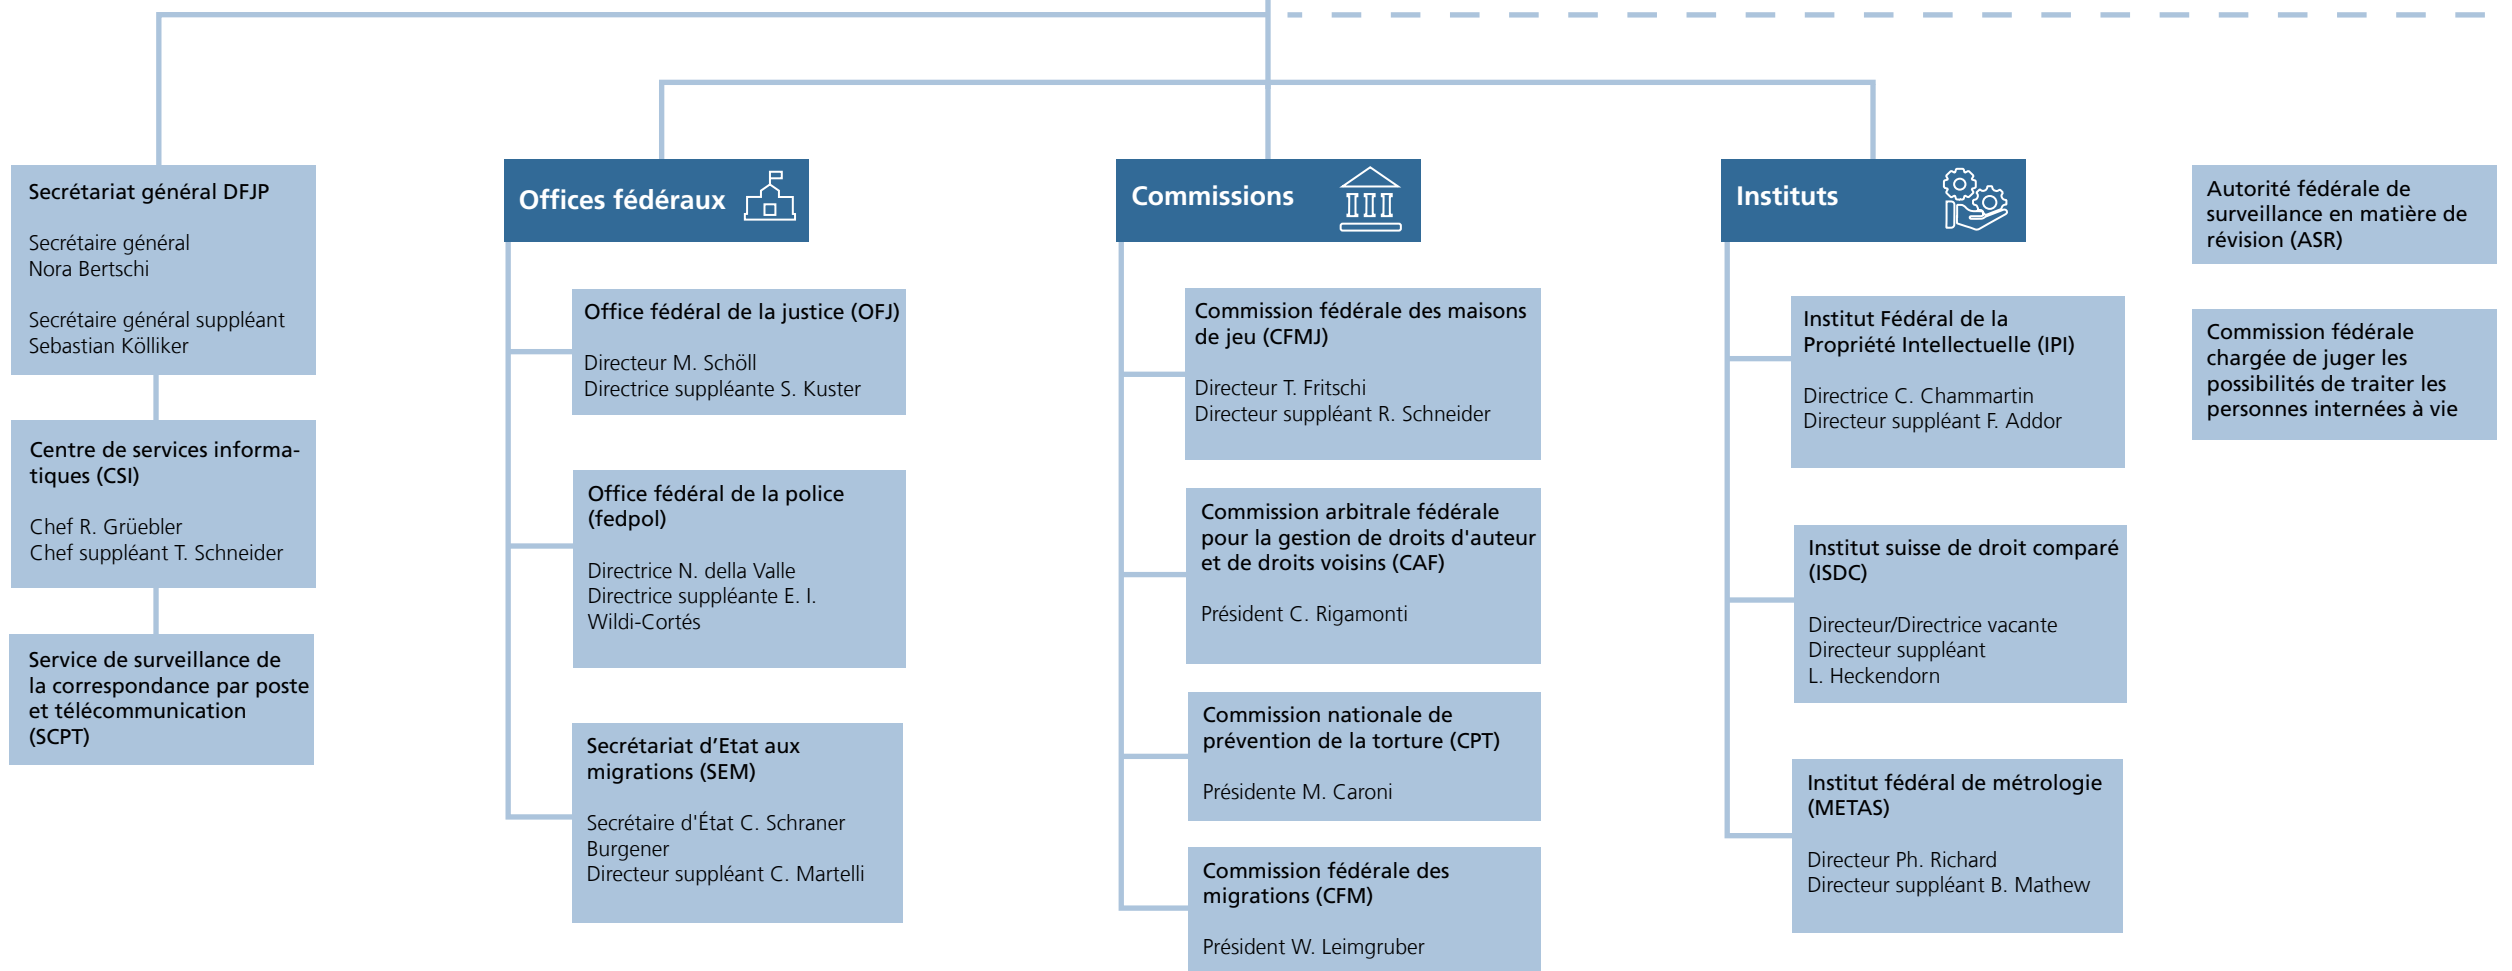 Secrétariat général DFJP
Secrétaire général
Nora Bertschi
Secrétaire général suppléant
Sebastian Kölliker
Centre de services informa-
tiques (CSI)
Chef R. Grüebler
Chef suppléant T. Schneider
Service de surveillance de
la correspondance par poste
et télécommunication
(SCPT)
Offices fédéraux
Office fédéral de la justice (OFJ)
Directeur M. Schöll
Directrice suppléante S. Kuster
Office fédéral de la police
(fedpol)
Directrice N. della Valle
Directrice suppléante E. I.
Wildi-Cortés
Secrétariat d’Etat aux
migrations (SEM)
Secrétaire d'État C. Schraner
Burgener
Directeur suppléant C. Martelli
Commissions
Commission fédérale des maisons
de jeu (CFMJ)
Directeur T. Fritschi
Directeur suppléant R. Schneider
Commission arbitrale fédérale
pour la gestion de droits d'auteur
et de droits voisins (CAF)
Président C. Rigamonti
Commission nationale de
prévention de la torture (CPT)
Présidente M. Caroni
Commission fédérale des
migrations (CFM)
Président W. Leimgruber
Instituts
Institut Fédéral de la
Propriété Intellectuelle (IPI)
Directrice C. Chammartin
Directeur suppléant F. Addor
Institut suisse de droit comparé
(ISDC)
Directeur/Directrice vacante
Directeur suppléant
L. Heckendorn
Institut fédéral de métrologie
(METAS)
Directeur Ph. Richard
Directeur suppléant B. Mathew
Autorité fédérale de
surveillance en matière de
révision (ASR)
Commission fédérale
chargée de juger les
possibilités de traiter les
personnes internées à vie